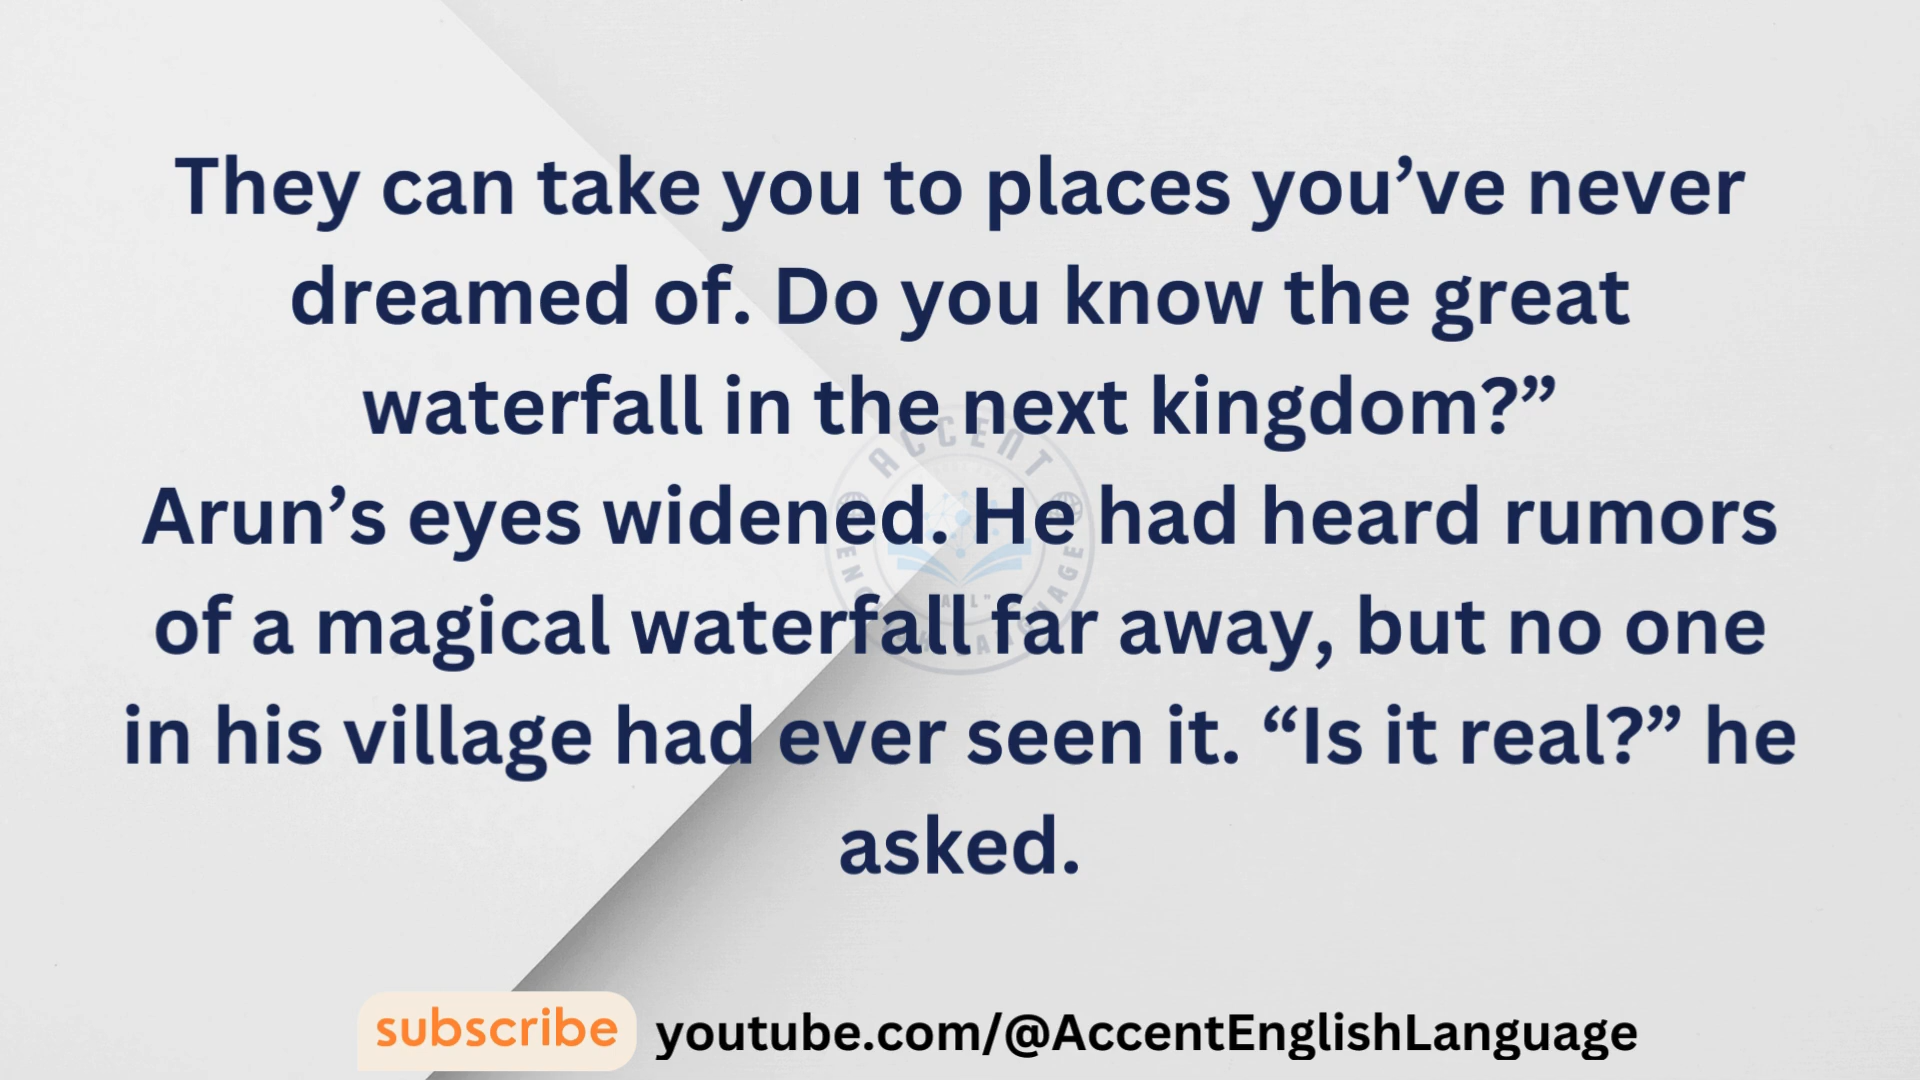 They can take you to places you’ve never
dreamed of. Do you know the great
waterfall in the next kingdom?”
Arun’s eyes widened. He had heard rumors
of a magical waterfall far away, but no one
in his village had ever seen it. “Is it real?” he
asked.
ACCENT
subscribe youtube.com/@AccentEnglishLanguage